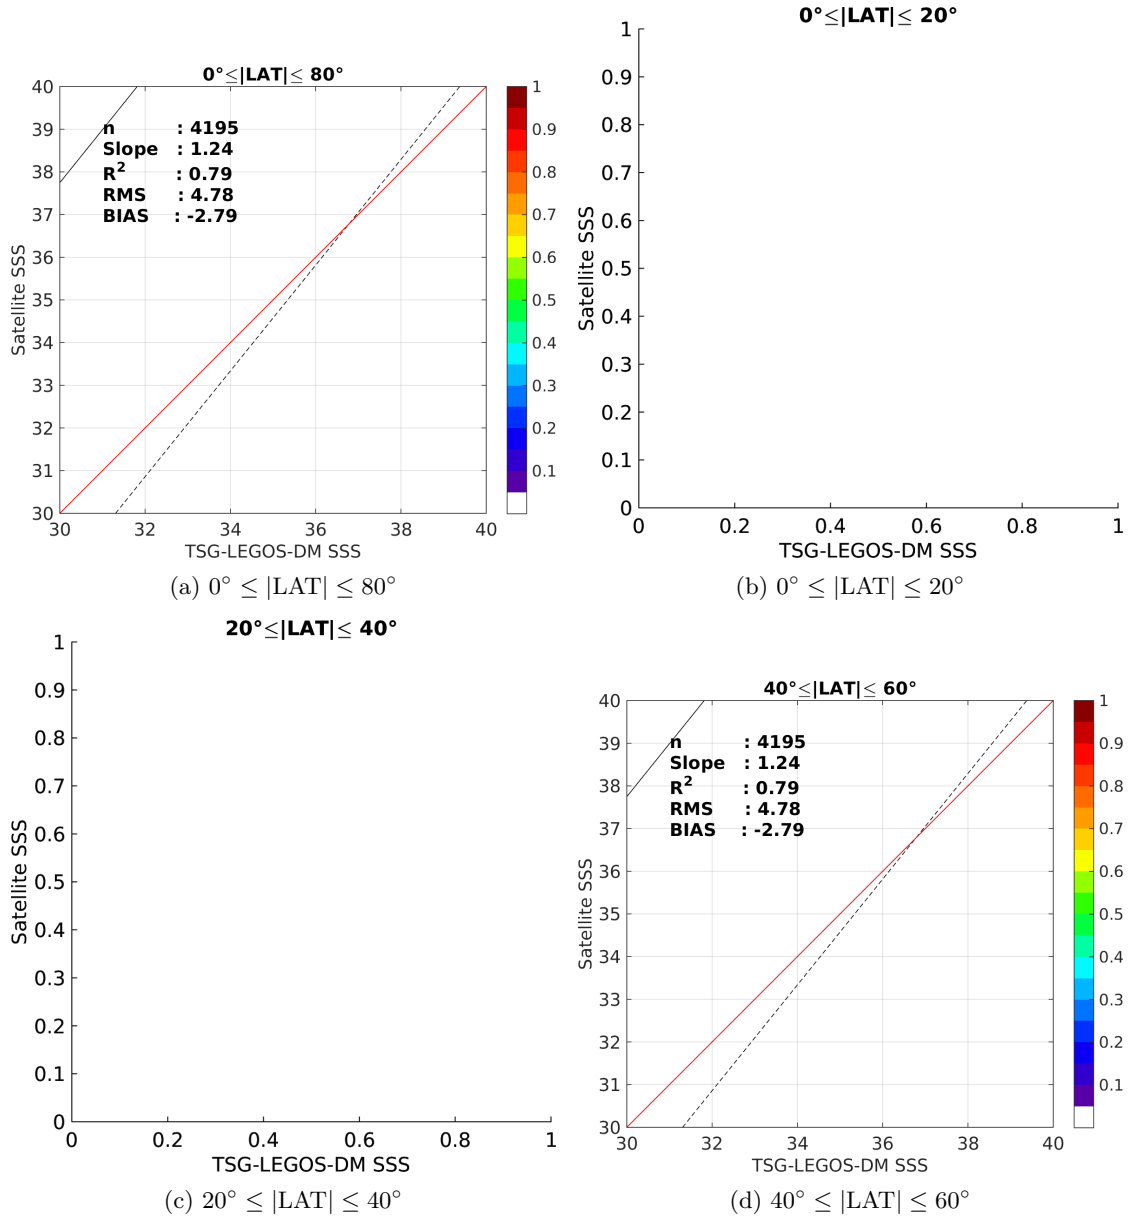 0°≤|LAT|≤ 80°
40
39
38
37
36
35
34
33
32
31
30
Satellite SSS
n : 4195
Slope : 1.24
R² : 0.79
RMS : 4.78
BIAS : -2.79
30 32 34 36 38 40
TSG-LEGOS-DM SSS
1
0.9
0.8
0.7
0.6
0.5
0.4
0.3
0.2
0.1
(a) 0° ≤ |LAT| ≤ 80°
0°≤|LAT|≤ 20°
1
0.9
0.8
0.7
0.6
0.5
0.4
0.3
0.2
0.1
0
Satellite SSS
0 0.2 0.4 0.6 0.8 1
TSG-LEGOS-DM SSS
(b) 0° ≤ |LAT| ≤ 20°
20°≤|LAT|≤ 40°
1
0.9
0.8
0.7
0.6
0.5
0.4
0.3
0.2
0.1
0
Satellite SSS
0 0.2 0.4 0.6 0.8 1
TSG-LEGOS-DM SSS
(c) 20° ≤ |LAT| ≤ 40°
40°≤|LAT|≤ 60°
40
39
38
37
36
35
34
33
32
31
30
Satellite SSS
n : 4195
Slope : 1.24
R² : 0.79
RMS : 4.78
BIAS : -2.79
30 32 34 36 38 40
TSG-LEGOS-DM SSS
1
0.9
0.8
0.7
0.6
0.5
0.4
0.3
0.2
0.1
(d) 40° ≤ |LAT| ≤ 60°